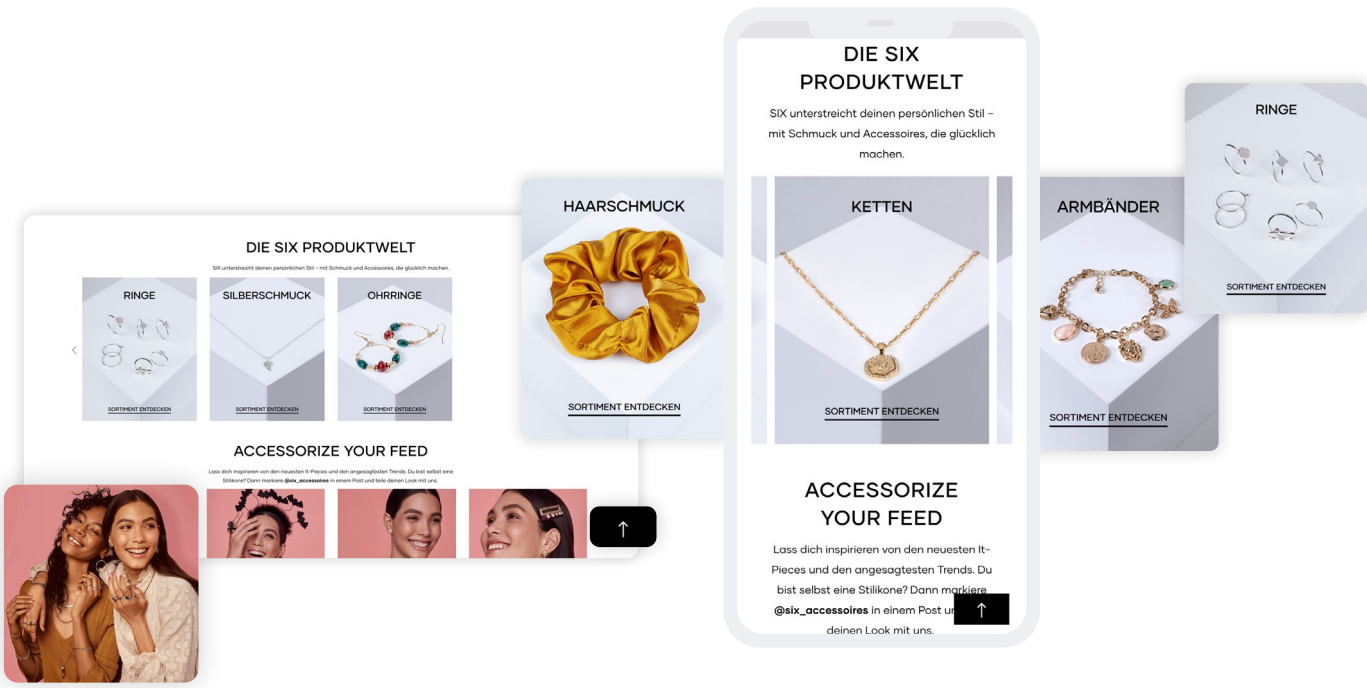 DIE SIX PRODUKTWELT
SIX unterstreicht deinen persönlichen Stil – mit Schmuck und Accessoires, die glücklich machen.
RINGE
SILBERSCHMUCK
OHRRINGE
SORTIMENT ENTDECKEN
SORTIMENT ENTDECKEN
SORTIMENT ENTDECKEN
ACCESSORIZE YOUR FEED
Lass dich inspirieren von den neuesten It-Pieces und den angesagtesten Trends. Du bist selbst eine
Stilikone? Dann markiere @six_accessoires in einem Post und teile deinen Look mit uns.
HAARSCHMUCK
SORTIMENT ENTDECKEN
DIE SIX
PRODUKTWELT
SIX unterstreicht deinen persönlichen Stil –
mit Schmuck und Accessoires, die glücklich
machen.
KETTEN
SORTIMENT ENTDECKEN
ACCESSORIZE
YOUR FEED
Lass dich inspirieren von den neuesten It-
Pieces und den angesagtesten Trends. Du
bist selbst eine Stilikone? Dann markiere
@six_accessoires in einem Post
deinen Look mit uns.
ARMBÄNDER
SORTIMENT ENTDECKEN
RINGE
SORTIMENT ENTDECKEN